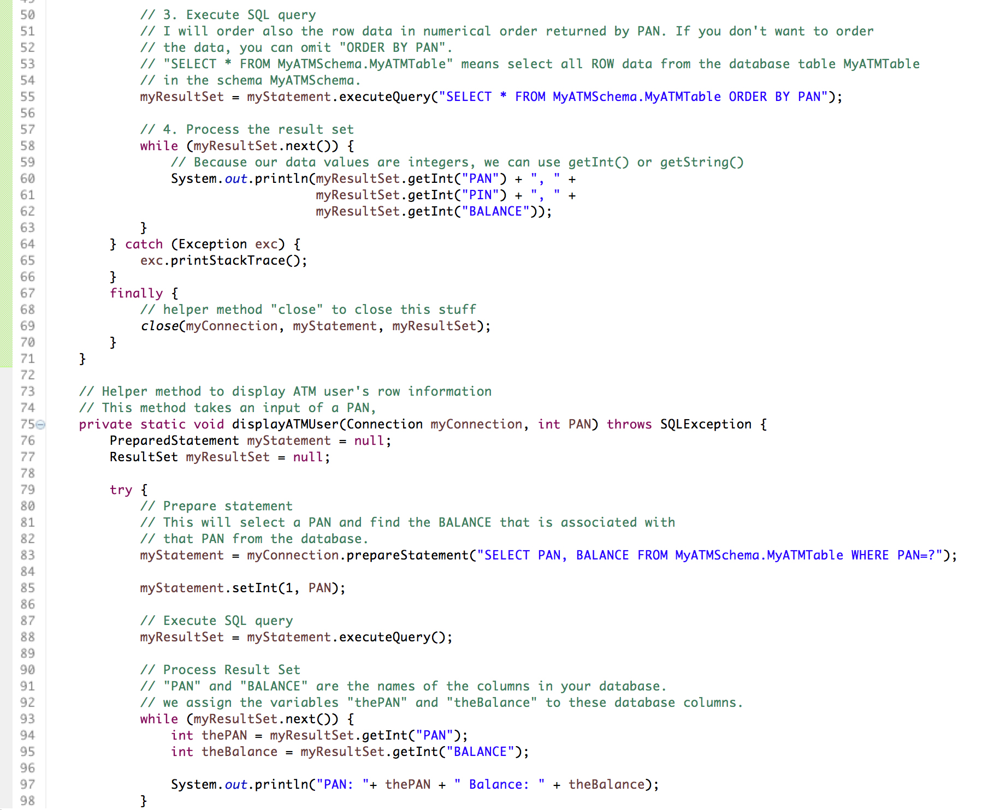 50 // 3. Execute SQL query
51 // I will order also the row data in numerical order returned by PAN. If you don't want to order
52 // the data, you can omit "ORDER BY PAN".
53 // "SELECT * FROM MyATMSchema.MyATMTable" means select all ROW data from the database table MyATMTable
54 // in the schema MyATMSchema.
55 myResultSet = myStatement.executeQuery("SELECT * FROM MyATMSchema.MyATMTable ORDER BY PAN");
56
57 // 4. Process the result set
58 while (myResultSet.next()) {
59 // Because our data values are integers, we can use getInt() or getString()
60 System.out.println(myResultSet.getInt("PAN") + ", " +
61 myResultSet.getInt("PIN") + ", " +
62 myResultSet.getInt("BALANCE"));
63 }
64 } catch (Exception exc) {
65 exc.printStackTrace();
66 }
67 finally {
68 // helper method "close" to close this stuff
69 close(myConnection, myStatement, myResultSet);
70 }
71 }
72
73 // Helper method to display ATM user's row information
74 // This method takes an input of a PAN,
75 private static void displayATMUser(Connection myConnection, int PAN) throws SQLException {
76 PreparedStatement myStatement = null;
77 ResultSet myResultSet = null;
78
79 try {
80 // Prepare statement
81 // This will select a PAN and find the BALANCE that is associated with
82 // that PAN from the database.
83 myStatement = myConnection.prepareStatement("SELECT PAN, BALANCE FROM MyATMSchema.MyATMTable WHERE PAN=?");
84
85 myStatement.setInt(1, PAN);
86
87 // Execute SQL query
88 myResultSet = myStatement.executeQuery();
89
90 // Process Result Set
91 // "PAN" and "BALANCE" are the names of the columns in your database.
92 // we assign the variables "thePAN" and "theBalance" to these database columns.
93 while (myResultSet.next()) {
94 int thePAN = myResultSet.getInt("PAN");
95 int theBalance = myResultSet.getInt("BALANCE");
96
97 System.out.println("PAN: "+ thePAN + " Balance: " + theBalance);
98 }